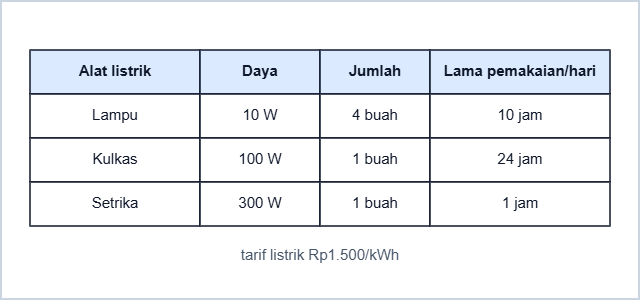 Alat listrik Daya Jumlah Lama pemakaian/hari
Lampu 10 W 4 buah 10 jam
Kulkas 100 W 1 buah 24 jam
Setrika 300 W 1 buah 1 jam
tarif listrik Rp1.500/kWh